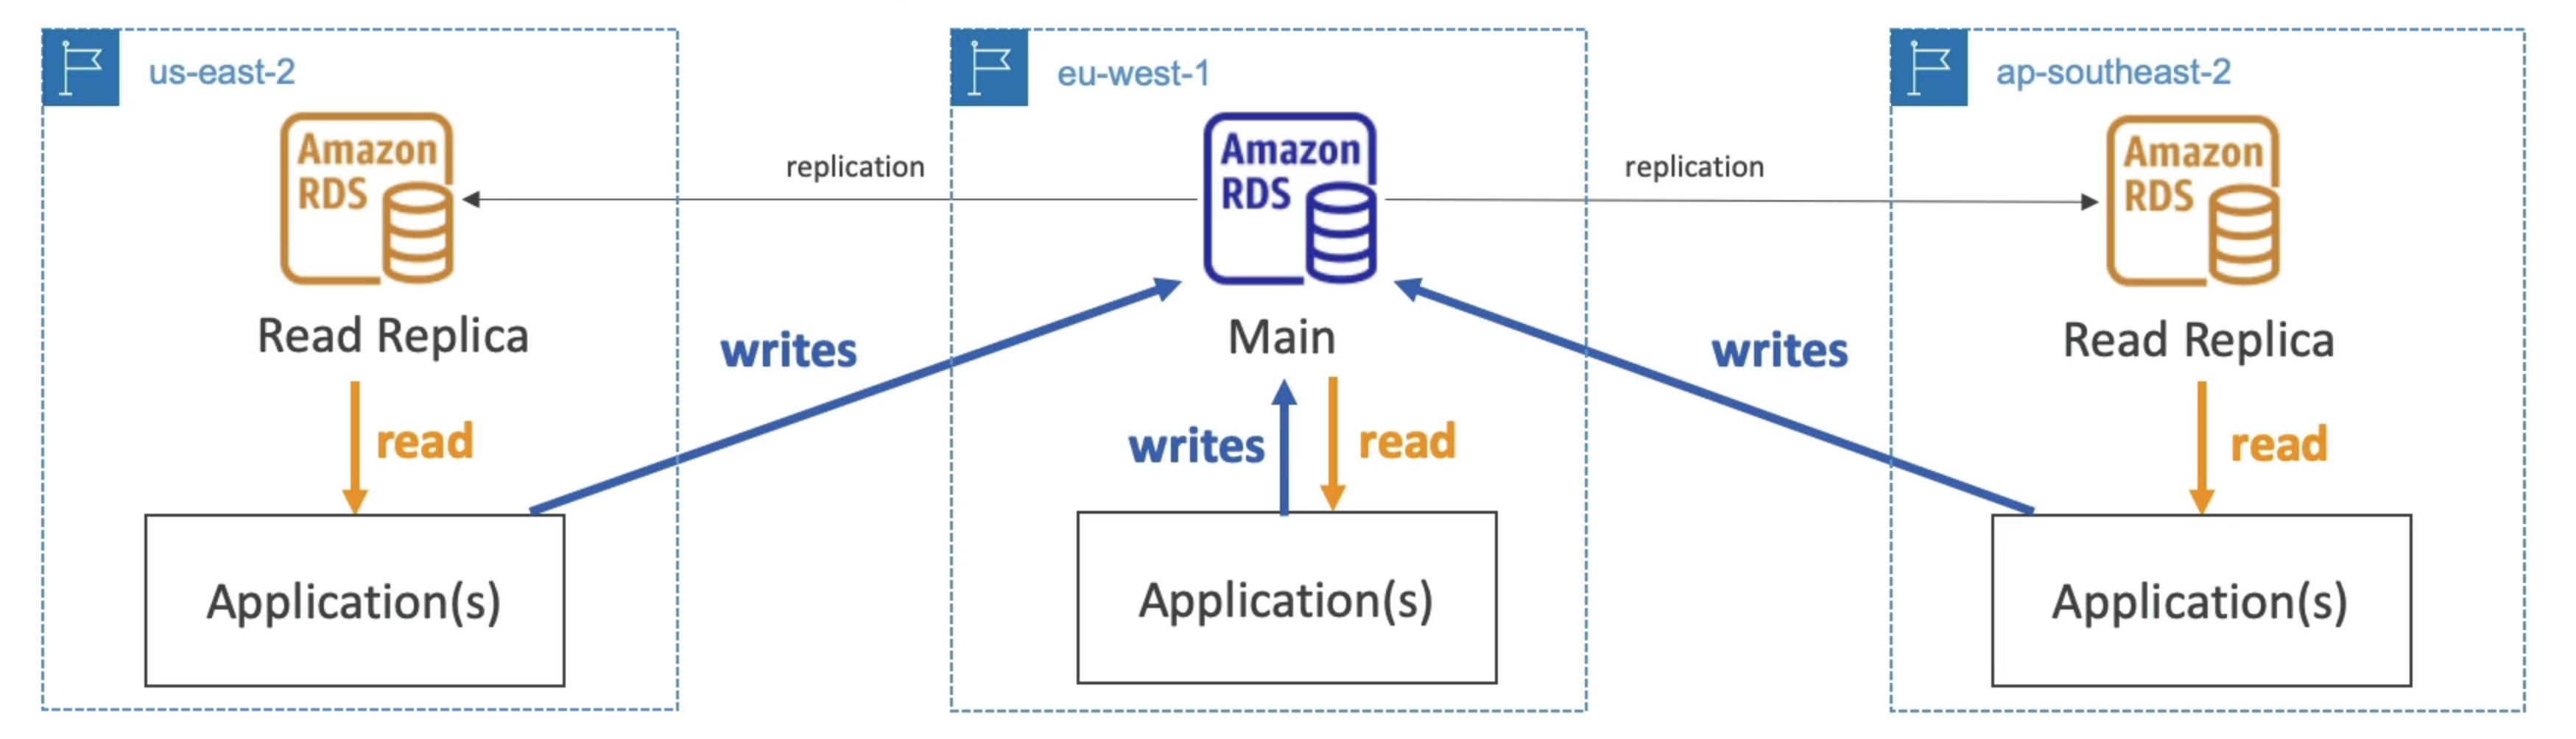 us-east-2
Amazon
RDS
Read Replica
read
Application(s)
replication
writes
eu-west-1
Amazon
RDS
Main
writes
read
Application(s)
replication
writes
ap-southeast-2
Amazon
RDS
Read Replica
read
Application(s)